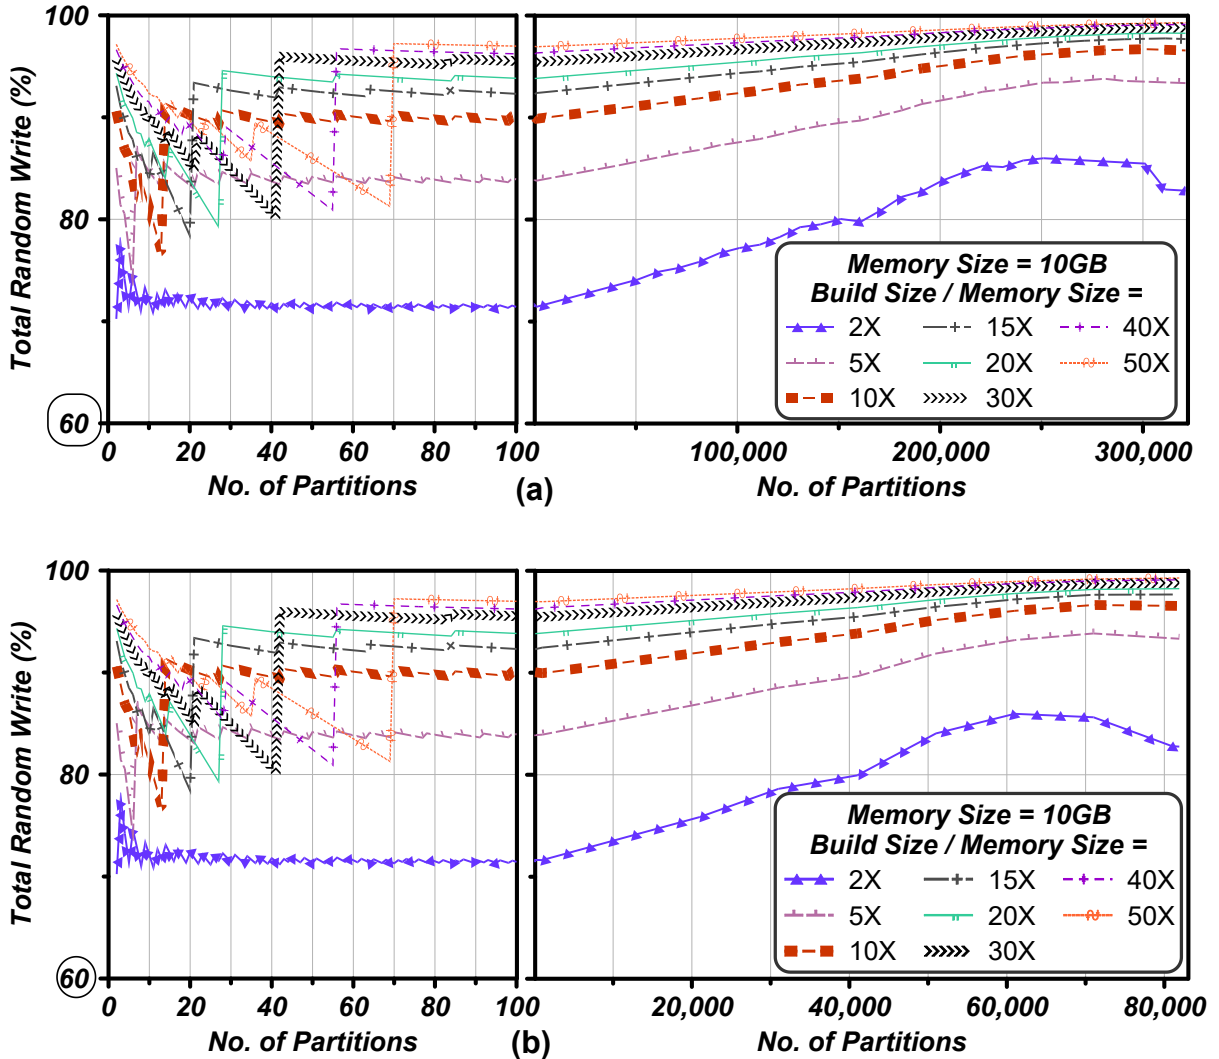 100
80
60
Total Random Write (%)
0 20 40 60 80 100
100,000 200,000 300,000
No. of Partitions
No. of Partitions
(a)
Memory Size = 10GB
Build Size / Memory Size =
2X 15X 40X
5X 20X 50X
10X 30X
100
80
60
Total Random Write (%)
0 20 40 60 80 100
20,000 40,000 60,000 80,000
No. of Partitions
No. of Partitions
(b)
Memory Size = 10GB
Build Size / Memory Size =
2X 15X 40X
5X 20X 50X
10X 30X